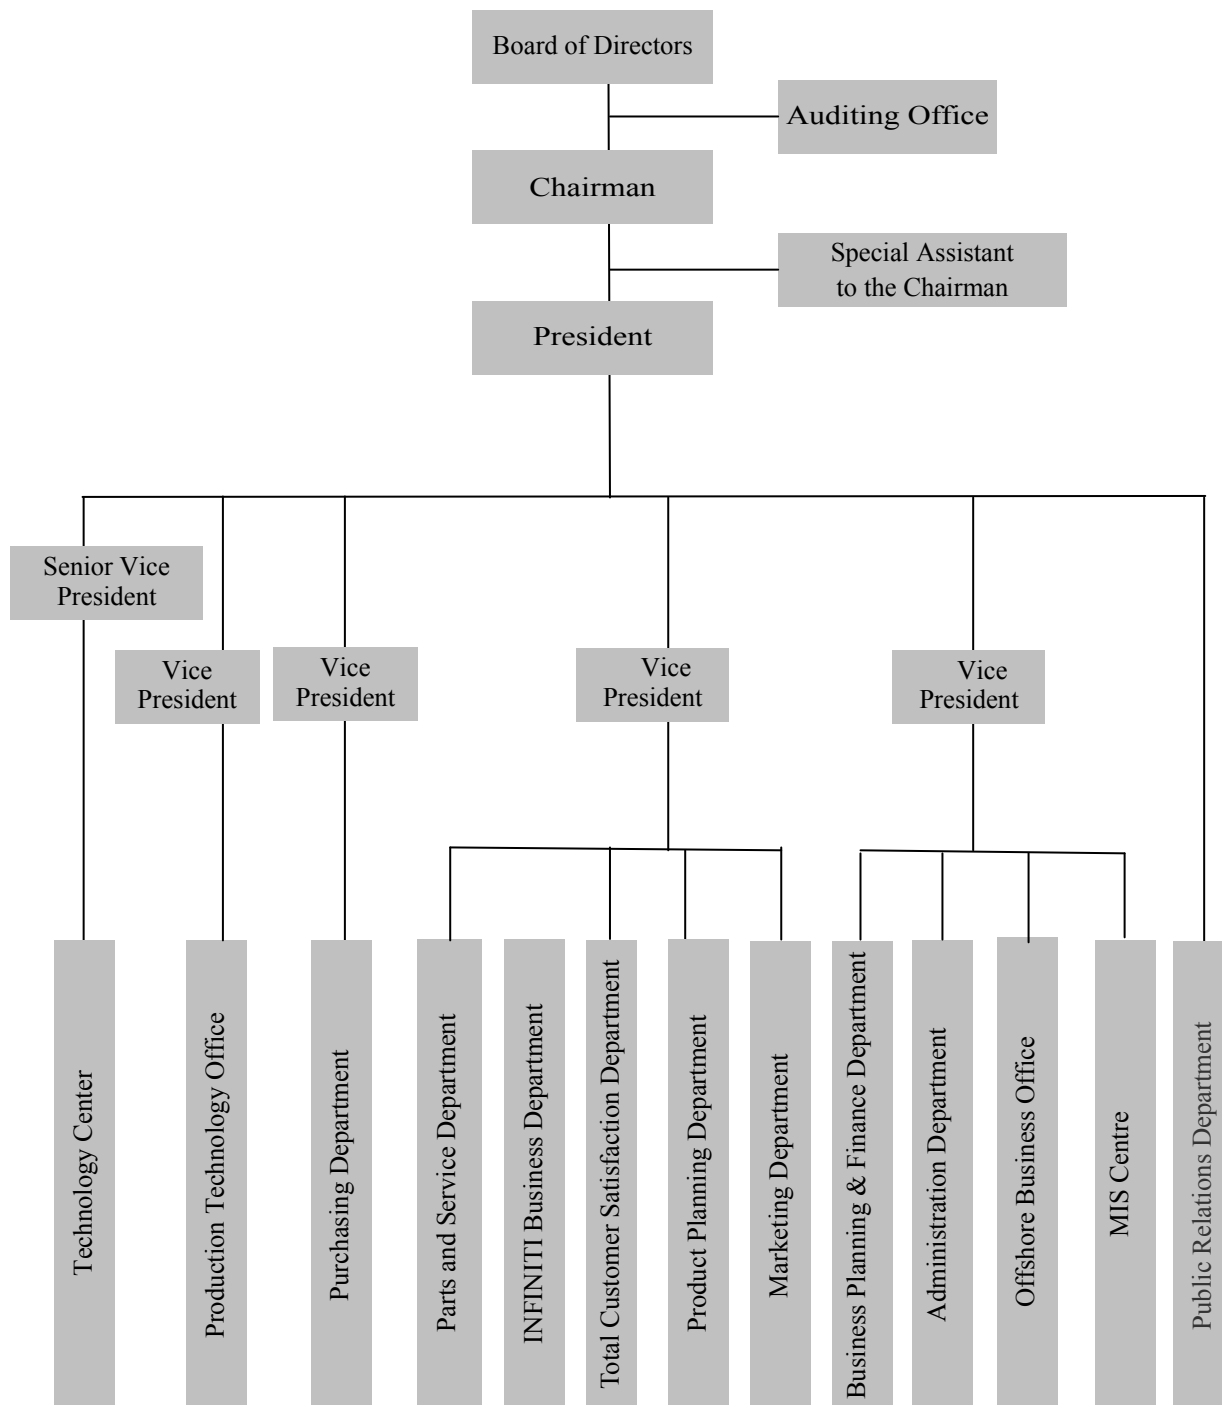 Board of Directors
Auditing Office
Chairman
Special Assistant
to the Chairman
President
Senior Vice
President
Vice
President
Vice
President
Vice
President
Vice
President
Technology Center
Production Technology Office
Purchasing Department
Parts and Service Department
INFINITI Business Department
Total Customer Satisfaction Department
Product Planning Department
Marketing Department
Business Planning & Finance Department
Administration Department
Offshore Business Office
MIS Centre
Public Relations Department